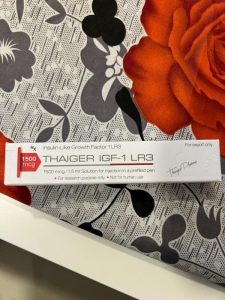 Rx
Insulin-Like Growth Factor 1 LR3
For export only
1500
mcg
THAIGER IGF-1 LR3
1500 mcg / 1.5 ml Solution for injection in a prefilled pen
• For research purpose only • Not for human use